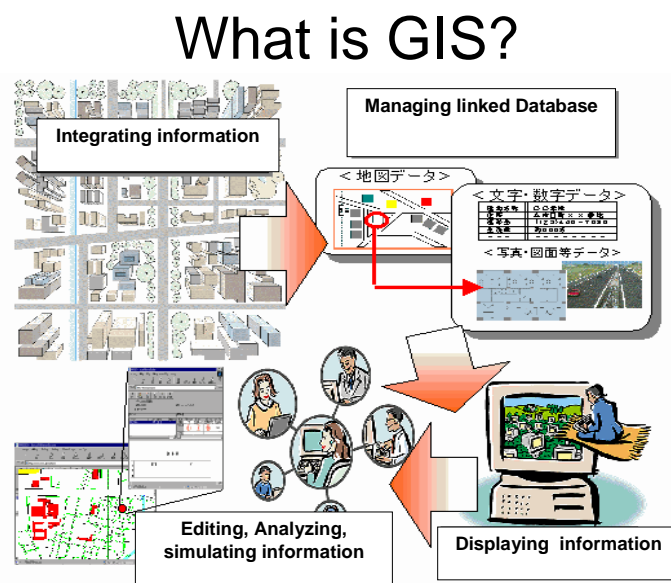 What is GIS?
Integrating information
Managing linked Database
<地図データ>
<文字・数字データ>
<写真・図面等データ>
Editing, Analyzing,
simulating information
Displaying information